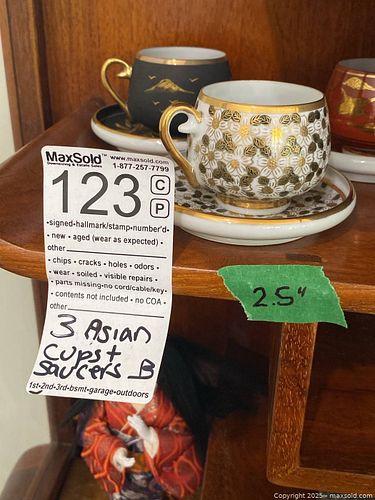 MaxSold™ www.maxsold.com
Downsizing & Estate Sales 1-877-257-7799
123 C
P
•signed•hallmark/stamp•number'd•
•new • aged (wear as expected) •
other
•chips • cracks • holes • odors •
•wear • soiled • visible repairs •
•parts missing•no cord/cable/key•
•contents not included • no COA •
other
3 Asian
cups +
saucers B
1st•2nd•3rd•bsmt•garage•outdoors
2.5"
Copyright 2025 - maxsold.com